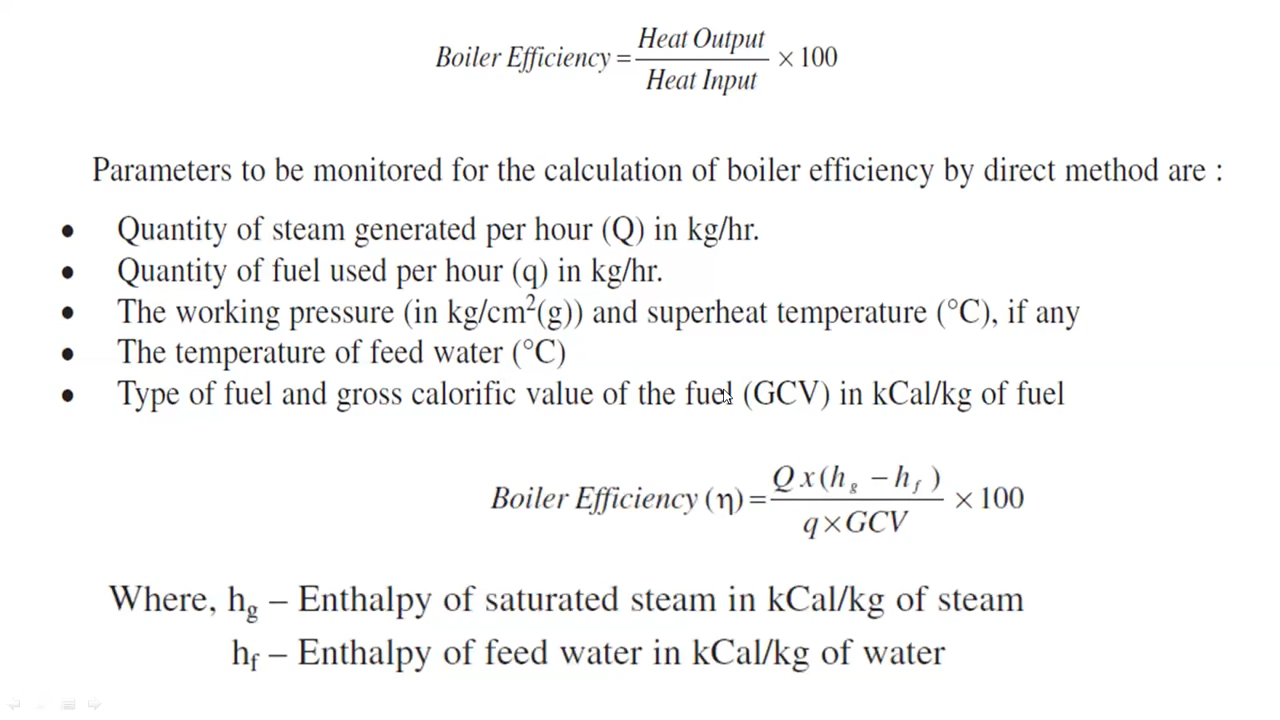 Boiler Efficiency = Heat Output / Heat Input × 100
Parameters to be monitored for the calculation of boiler efficiency by direct method are :
• Quantity of steam generated per hour (Q) in kg/hr.
• Quantity of fuel used per hour (q) in kg/hr.
• The working pressure (in kg/cm²(g)) and superheat temperature (°C), if any
• The temperature of feed water (°C)
• Type of fuel and gross calorific value of the fuel (GCV) in kCal/kg of fuel
Boiler Efficiency (η) = Q x (h_g − h_f) / q × GCV × 100
Where, h_g – Enthalpy of saturated steam in kCal/kg of steam
h_f – Enthalpy of feed water in kCal/kg of water